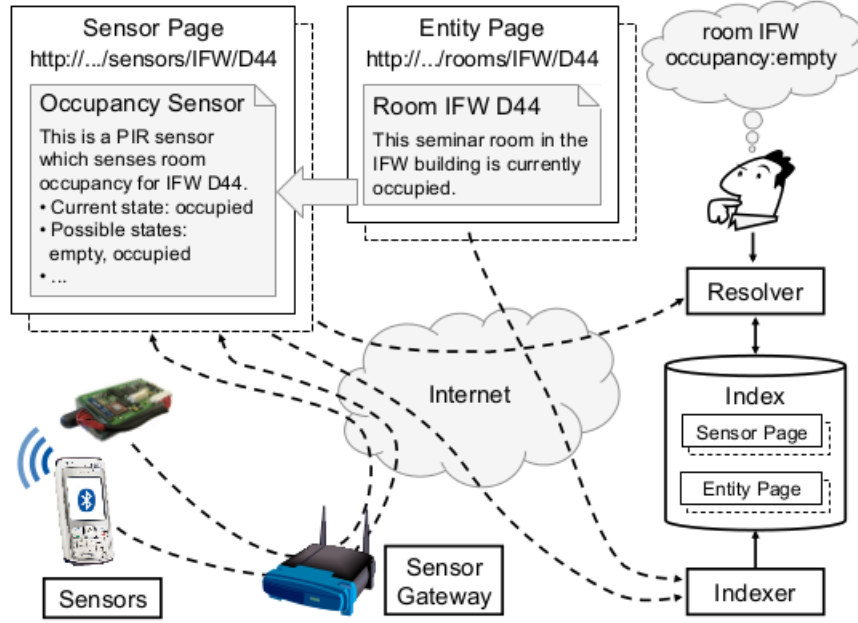 Sensor Page
http://.../sensors/IFW/D44
Occupancy Sensor
This is a PIR sensor
which senses room
occupancy for IFW D44.
• Current state: occupied
• Possible states:
empty, occupied
• ...
Entity Page
http://.../rooms/IFW/D44
Room IFW D44
This seminar room in the
IFW building is currently
occupied.
room IFW
occupancy:empty
Resolver
Internet
Index
Sensor Page
Entity Page
Sensors
Sensor
Gateway
Indexer